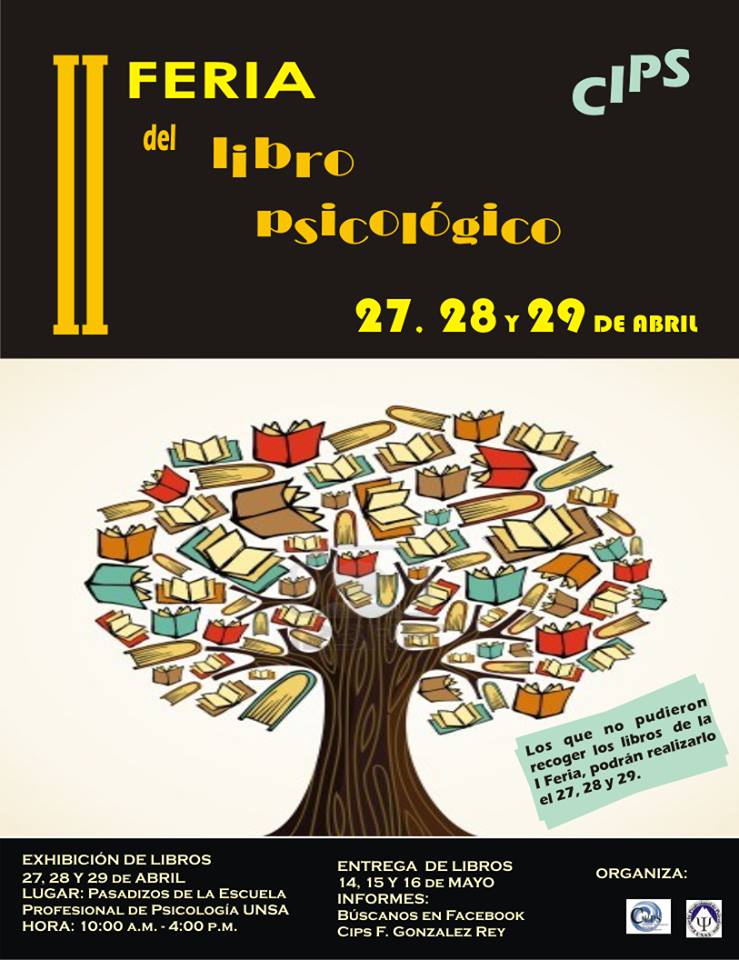 II FERIA
CIPS
del libro
psicológico
27. 28 Y 29 DE ABRIL
Los que no pudieron
recoger los libros de la
I Feria, podrán realizarlo
el 27, 28 y 29.
EXHIBICIÓN DE LIBROS
27, 28 Y 29 DE ABRIL
LUGAR: PASADIZOS DE LA ESCUELA
PROFESIONAL DE PSICOLOGÍA UNSA
HORA: 10:00 A.M. - 4:00 P.M.
ENTREGA DE LIBROS
14, 15 Y 16 DE MAYO
INFORMES:
BÚSCANOS EN FACEBOOK
CIPS F. GONZALEZ REY
ORGANIZA: